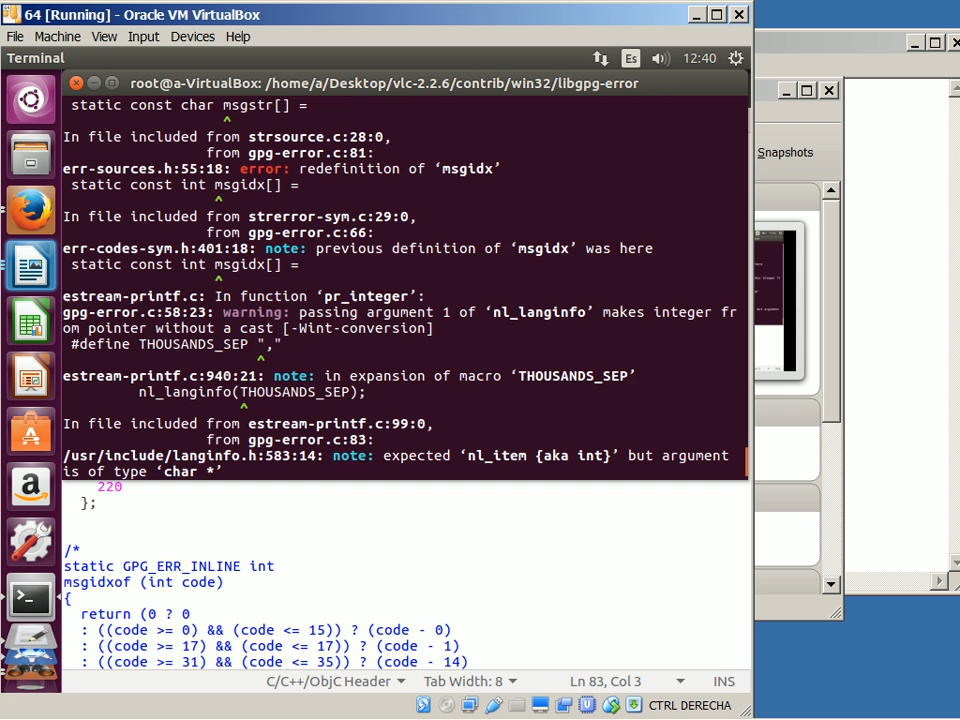 64 [Running] - Oracle VM VirtualBox
File Machine View Input Devices Help
Terminal
Es
12:40
root@a-VirtualBox: /home/a/Desktop/vlc-2.2.6/contrib/win32/libgpg-error
static const char msgstr[] =
^
In file included from strsource.c:28:0,
from gpg-error.c:81:
err-sources.h:55:18: error: redefinition of ‘msgidx’
static const int msgidx[] =
^
In file included from strerror-sym.c:29:0,
from gpg-error.c:66:
err-codes-sym.h:401:18: note: previous definition of ‘msgidx’ was here
static const int msgidx[] =
^
estream-printf.c: In function ‘pr_integer’:
gpg-error.c:58:23: warning: passing argument 1 of ‘nl_langinfo’ makes integer fr
om pointer without a cast [-Wint-conversion]
#define THOUSANDS_SEP ","
^
estream-printf.c:940:21: note: in expansion of macro ‘THOUSANDS_SEP’
nl_langinfo(THOUSANDS_SEP);
^
In file included from estream-printf.c:99:0,
from gpg-error.c:83:
/usr/include/langinfo.h:583:14: note: expected ‘nl_item {aka int}’ but argument
is of type ‘char *’
220
};
/*
static GPG_ERR_INLINE int
msgidxof (int code)
{
return (0 ? 0
: ((code >= 0) && (code <= 15)) ? (code - 0)
: ((code >= 17) && (code <= 17)) ? (code - 1)
: ((code >= 31) && (code <= 35)) ? (code - 14)
C/C++/ObjC Header Tab Width: 8 Ln 83, Col 3 INS
CTRL DERECHA
Snapshots